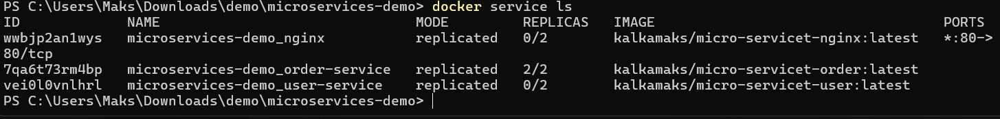 PS C:\Users\Maks\Downloads\demo\microservices-demo> docker service ls
ID             NAME                               MODE         REPLICAS   IMAGE                                   PORTS
wwbjp2an1wys   microservices-demo_nginx           replicated   0/2        kalkamaks/micro-servicet-nginx:latest   *:80->
80/tcp
7qa6t73rm4bp   microservices-demo_order-service   replicated   2/2        kalkamaks/micro-servicet-order:latest
vei0l0vnlhrl   microservices-demo_user-service    replicated   0/2        kalkamaks/micro-servicet-user:latest
PS C:\Users\Maks\Downloads\demo\microservices-demo>